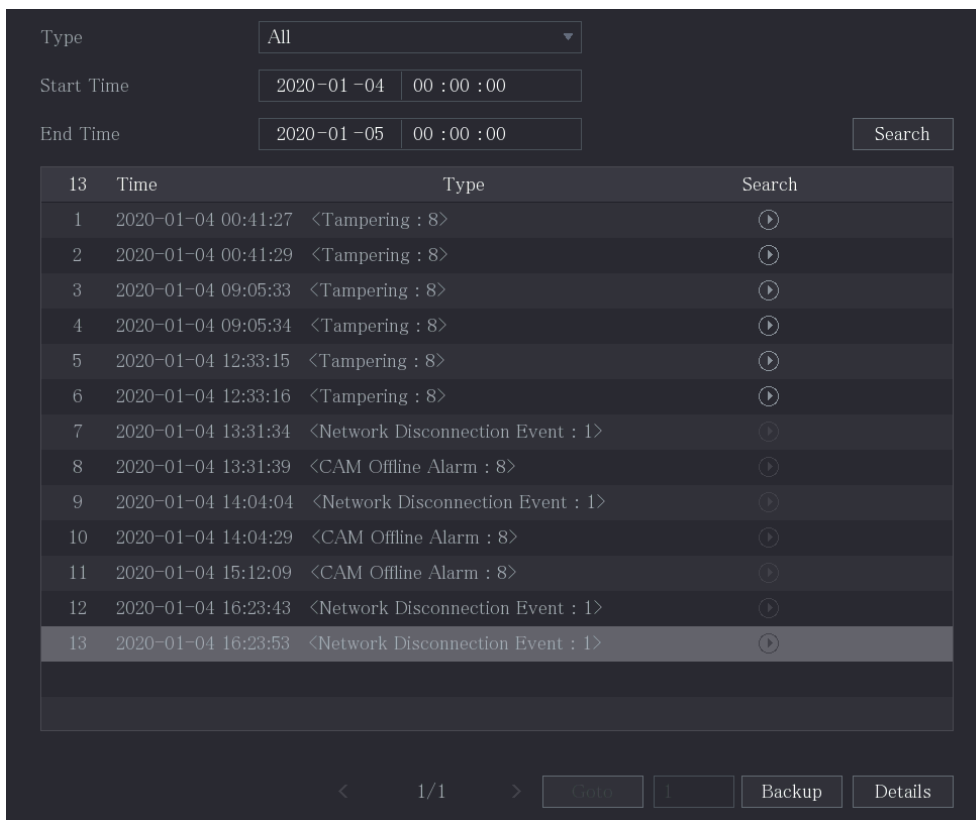 Type All
Start Time 2020-01-04 00:00:00
End Time 2020-01-05 00:00:00
Search
13 Time Type Search
1 2020-01-04 00:41:27 <Tampering : 8>
2 2020-01-04 00:41:29 <Tampering : 8>
3 2020-01-04 09:05:33 <Tampering : 8>
4 2020-01-04 09:05:34 <Tampering : 8>
5 2020-01-04 12:33:15 <Tampering : 8>
6 2020-01-04 12:33:16 <Tampering : 8>
7 2020-01-04 13:31:34 <Network Disconnection Event : 1>
8 2020-01-04 13:31:39 <CAM Offline Alarm : 8>
9 2020-01-04 14:04:04 <Network Disconnection Event : 1>
10 2020-01-04 14:04:29 <CAM Offline Alarm : 8>
11 2020-01-04 15:12:09 <CAM Offline Alarm : 8>
12 2020-01-04 16:23:43 <Network Disconnection Event : 1>
13 2020-01-04 16:23:53 <Network Disconnection Event : 1>
< 1/1 > Goto 1 Backup Details